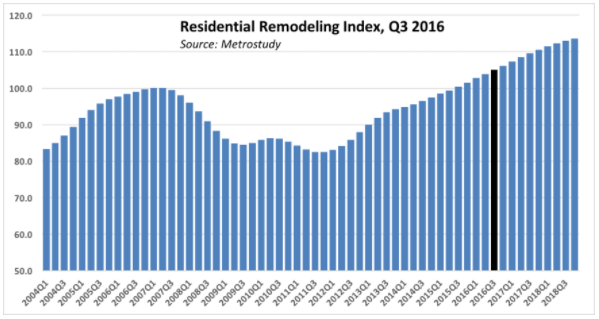 Residential Remodeling Index, Q3 2016
Source: Metrostudy
120.0
110.0
100.0
90.0
80.0
70.0
60.0
50.0
2004Q1
2004Q3
2005Q1
2005Q3
2006Q1
2006Q3
2007Q1
2007Q3
2008Q1
2008Q3
2009Q1
2009Q3
2010Q1
2010Q3
2011Q1
2011Q3
2012Q1
2012Q3
2013Q1
2013Q3
2014Q1
2014Q3
2015Q1
2015Q3
2016Q1
2016Q3
2017Q1
2017Q3
2018Q1
2018Q3